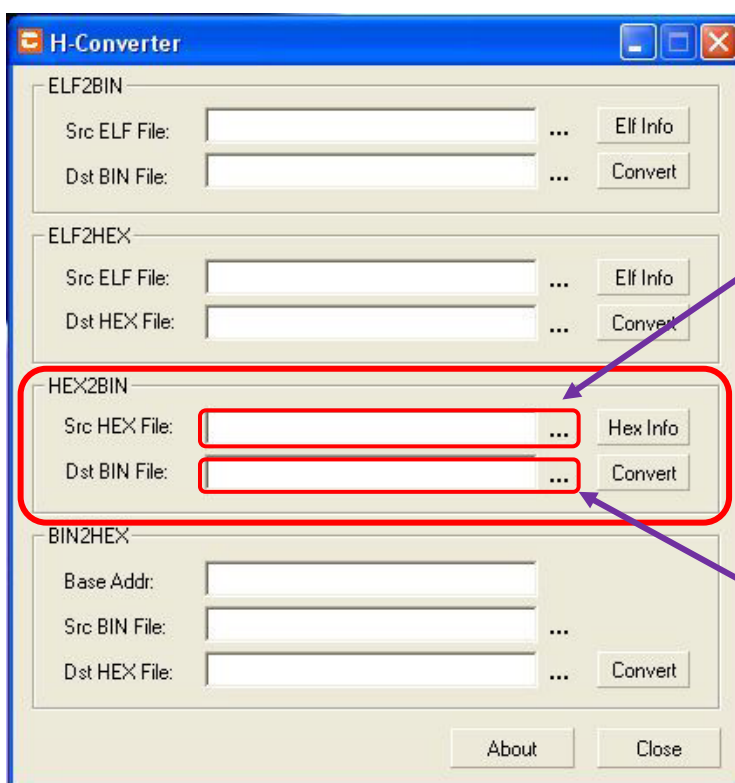 H-Converter
ELF2BIN
Src ELF File: ... Elf Info
Dst BIN File: ... Convert
ELF2HEX
Src ELF File: ... Elf Info
Dst HEX File: ... Convert
HEX2BIN
Src HEX File: ... Hex Info
Dst BIN File: ... Convert
BIN2HEX
Base Addr:
Src BIN File: ...
Dst HEX File: ... Convert
About Close